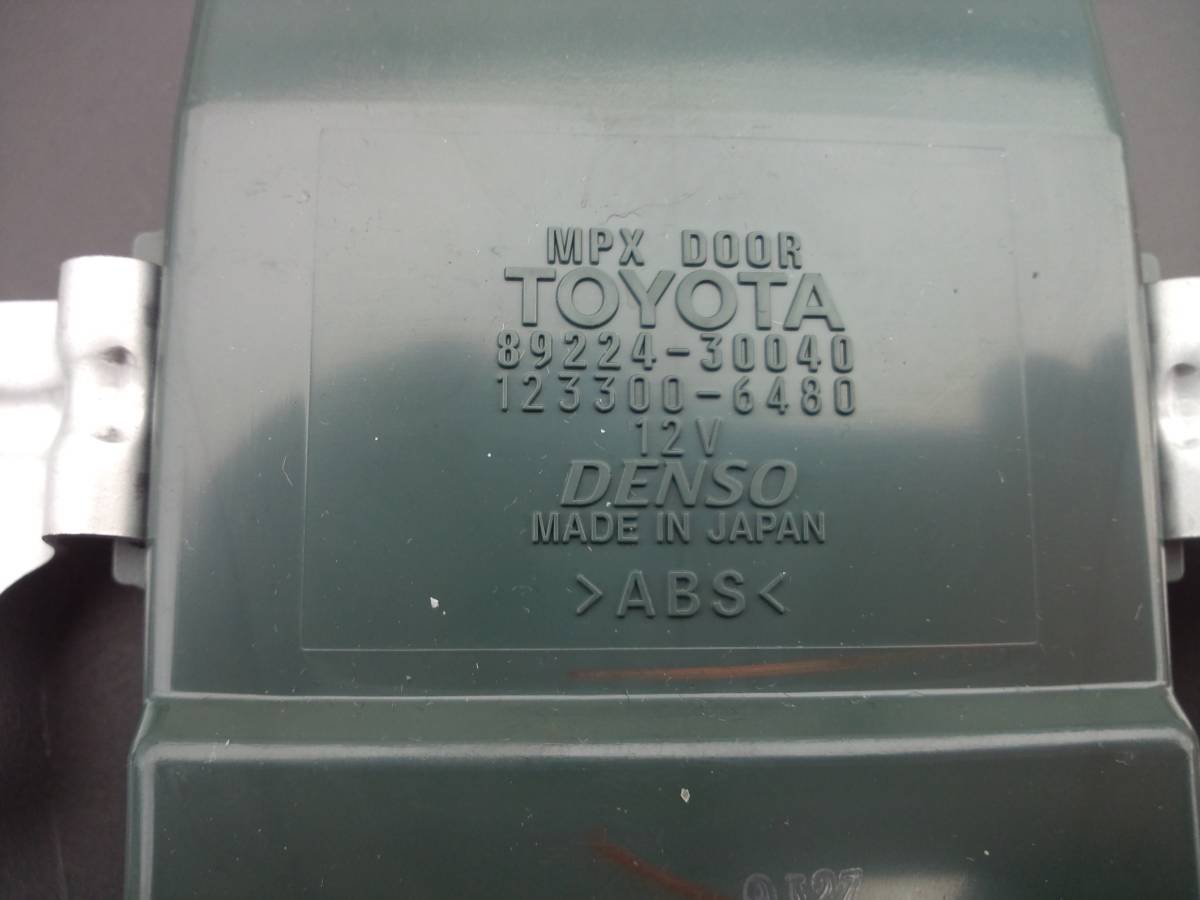 MPX DOOR
TOYOTA
89224-30040
123300-6480
12V
DENSO
MADE IN JAPAN
>ABS<